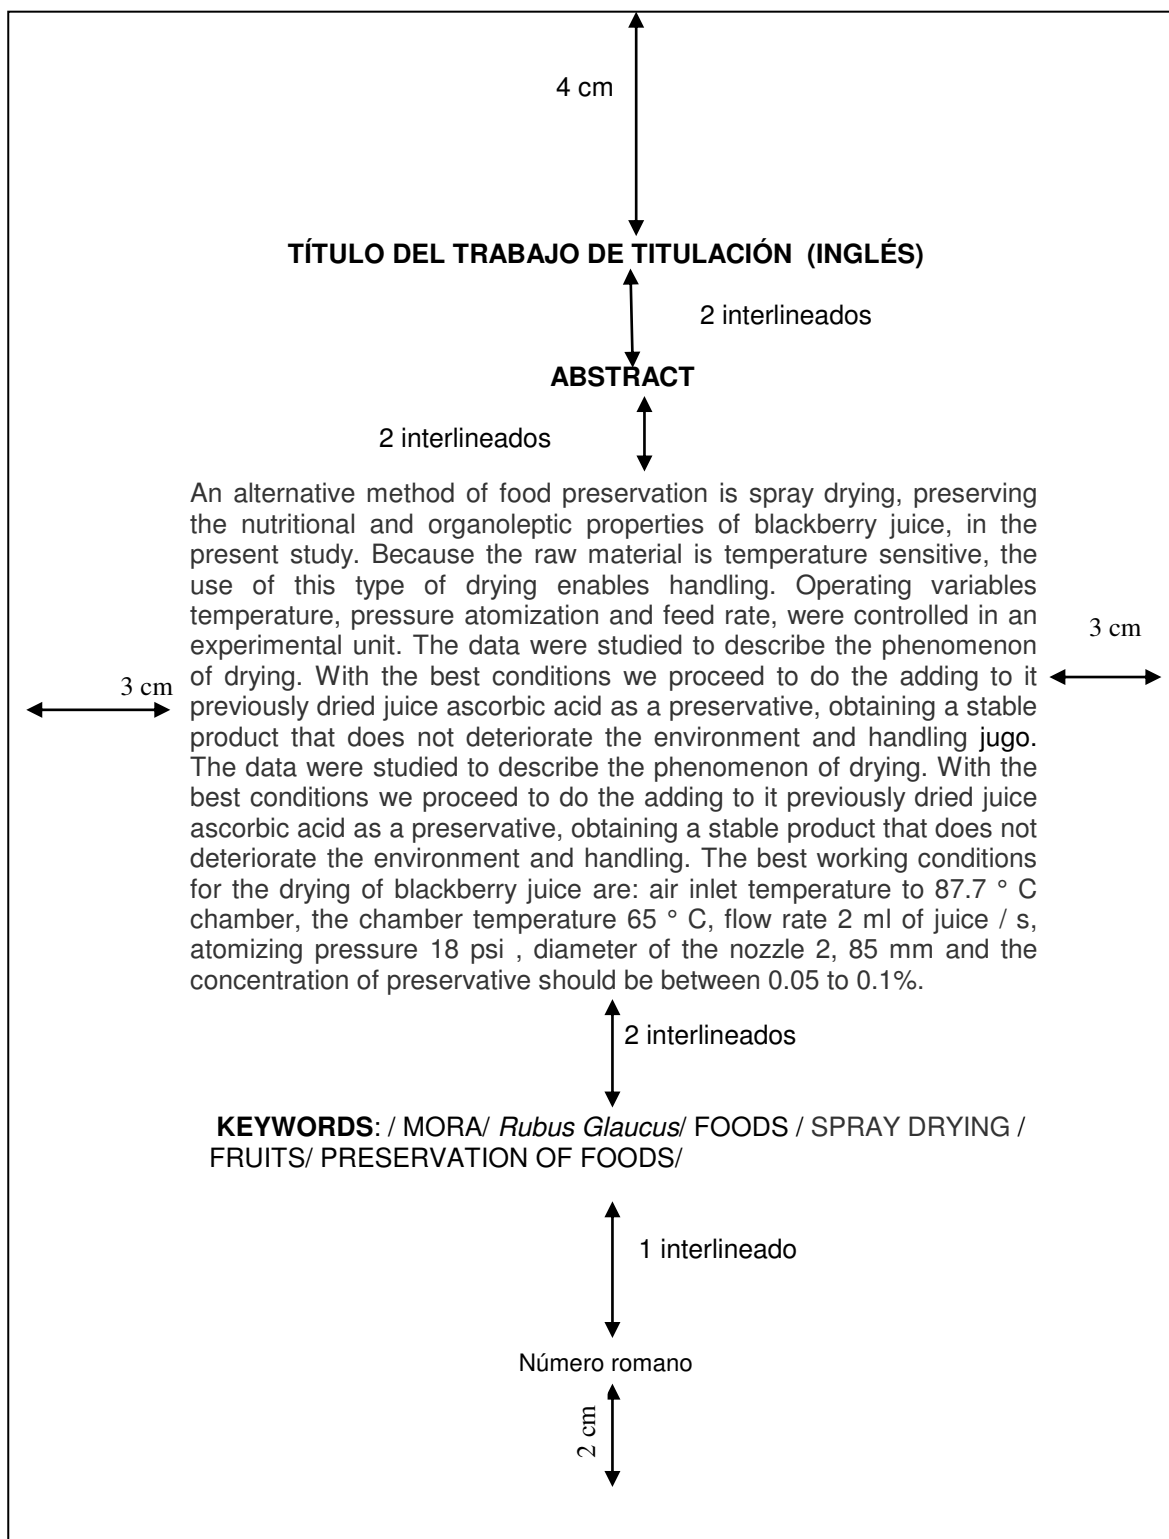 4 cm
TÍTULO DEL TRABAJO DE TITULACIÓN (INGLÉS)
2 interlineados
ABSTRACT
2 interlineados
An alternative method of food preservation is spray drying, preserving
the nutritional and organoleptic properties of blackberry juice, in the
present study. Because the raw material is temperature sensitive, the
use of this type of drying enables handling. Operating variables
temperature, pressure atomization and feed rate, were controlled in an
experimental unit. The data were studied to describe the phenomenon
3 cm
of drying. With the best conditions we proceed to do the adding to it
3 cm
previously dried juice ascorbic acid as a preservative, obtaining a stable
product that does not deteriorate the environment and handling jugo.
The data were studied to describe the phenomenon of drying. With the
best conditions we proceed to do the adding to it previously dried juice
ascorbic acid as a preservative, obtaining a stable product that does not
deteriorate the environment and handling. The best working conditions
for the drying of blackberry juice are: air inlet temperature to 87.7 ° C
chamber, the chamber temperature 65 ° C, flow rate 2 ml of juice / s,
atomizing pressure 18 psi , diameter of the nozzle 2, 85 mm and the
concentration of preservative should be between 0.05 to 0.1%.
2 interlineados
KEYWORDS: / MORA/ Rubus Glaucus/ FOODS / SPRAY DRYING /
FRUITS/ PRESERVATION OF FOODS/
1 interlineado
Número romano
2 cm